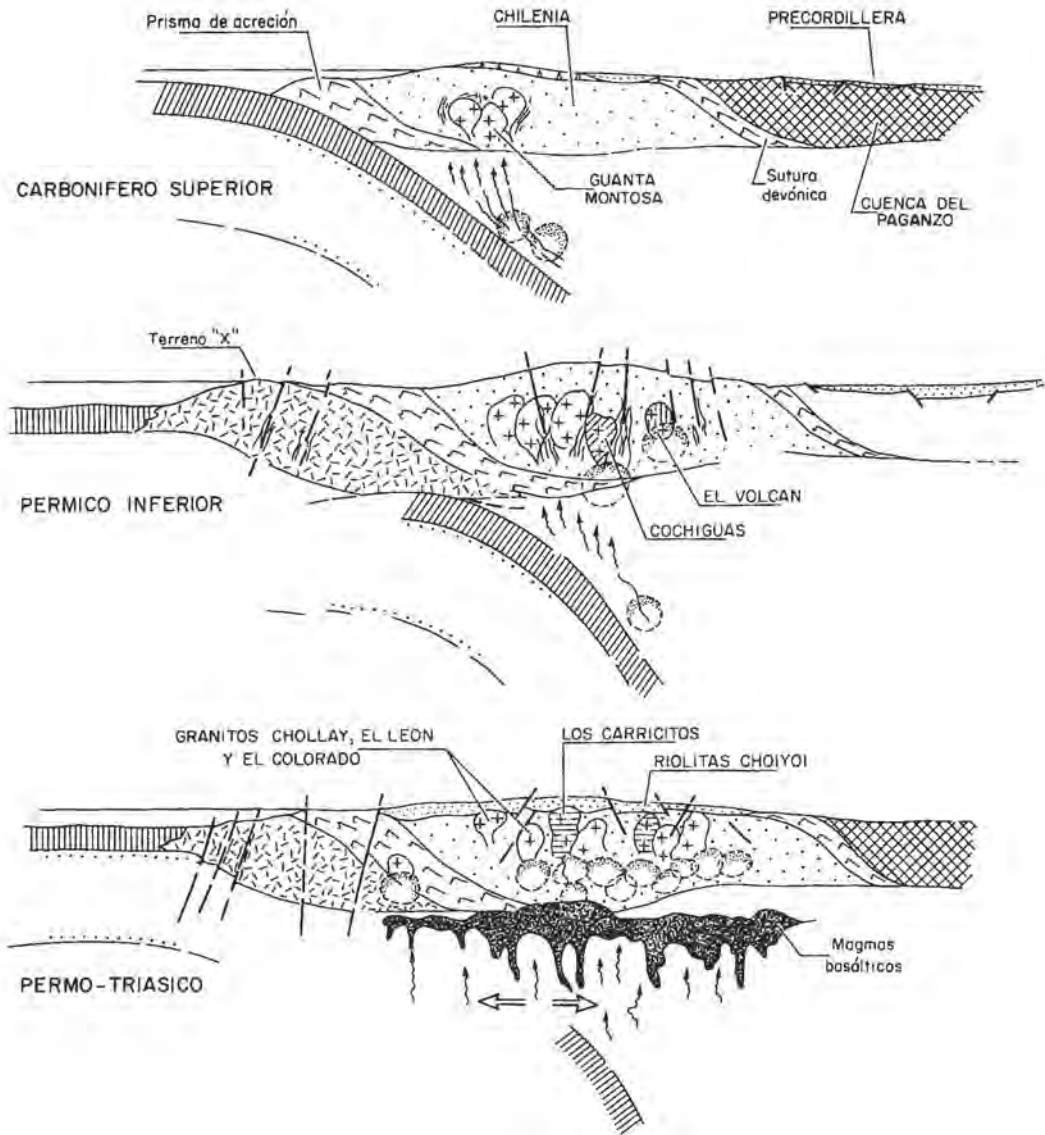 Prisma de acreción
CHILENIA
PRECORDILLERA
CARBONIFERO SUPERIOR
GUANTA
MONTOSA
Sutura
devónica
CUENCA DEL
PAGANZO
Terreno "X"
PERMICO INFERIOR
EL VOLCAN
COCHIGUAS
GRANITOS CHOLLAY, EL LEON
Y EL COLORADO
LOS CARRICITOS
RIOLITAS CHOIYOI
Magmas
basálticos
PERMO-TRIASICO